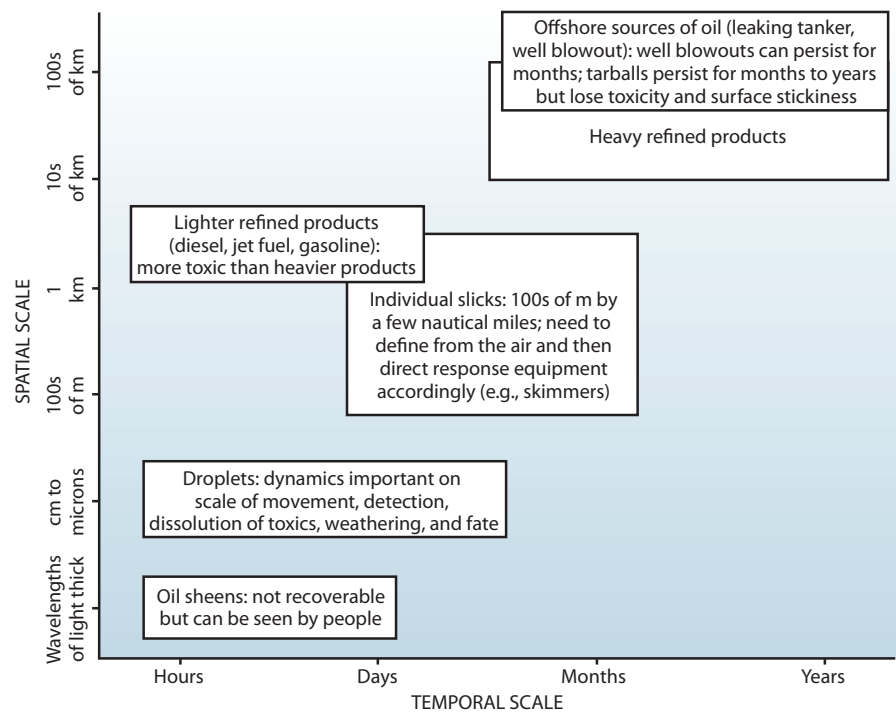 Offshore sources of oil (leaking tanker,
well blowout): well blowouts can persist for
months; tarballs persist for months to years
but lose toxicity and surface stickiness
Heavy refined products
Lighter refined products
(diesel, jet fuel, gasoline):
more toxic than heavier products
Individual slicks: 100s of m by
a few nautical miles; need to
define from the air and then
direct response equipment
accordingly (e.g., skimmers)
Droplets: dynamics important on
scale of movement, detection,
dissolution of toxics, weathering, and fate
Oil sheens: not recoverable
but can be seen by people
SPATIAL SCALE
100s
of km
10s
of km
1
km
100s
of m
cm to
microns
Wavelengths
of light thick
Hours
Days
Months
Years
TEMPORAL SCALE